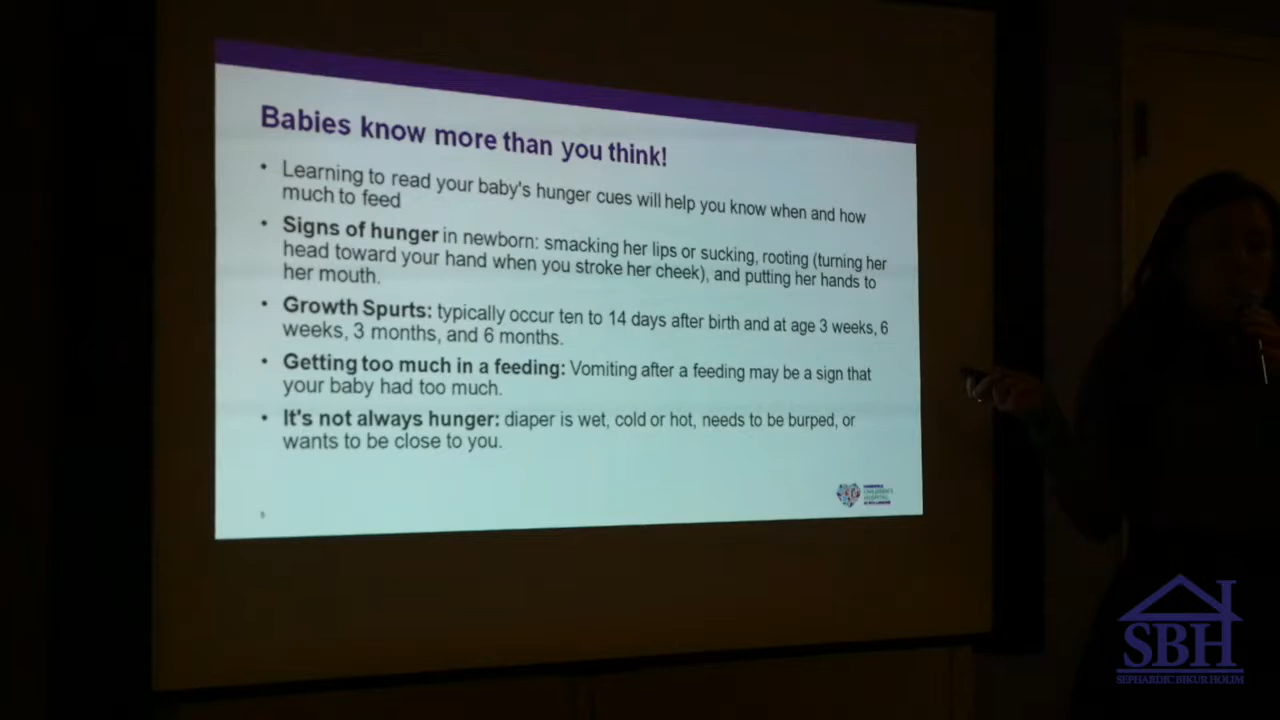 Babies know more than you think!
• Learning to read your baby's hunger cues will help you know when and how
much to feed
• Signs of hunger in newborn: smacking her lips or sucking, rooting (turning her
head toward your hand when you stroke her cheek), and putting her hands to
her mouth.
• Growth Spurts: typically occur ten to 14 days after birth and at age 3 weeks, 6
weeks, 3 months, and 6 months.
• Getting too much in a feeding: Vomiting after a feeding may be a sign that
your baby had too much.
• It's not always hunger: diaper is wet, cold or hot, needs to be burped, or
wants to be close to you.
CHILDREN'S
HOSPITAL
SBH
SEPHARDIC BIKUR HOLIM